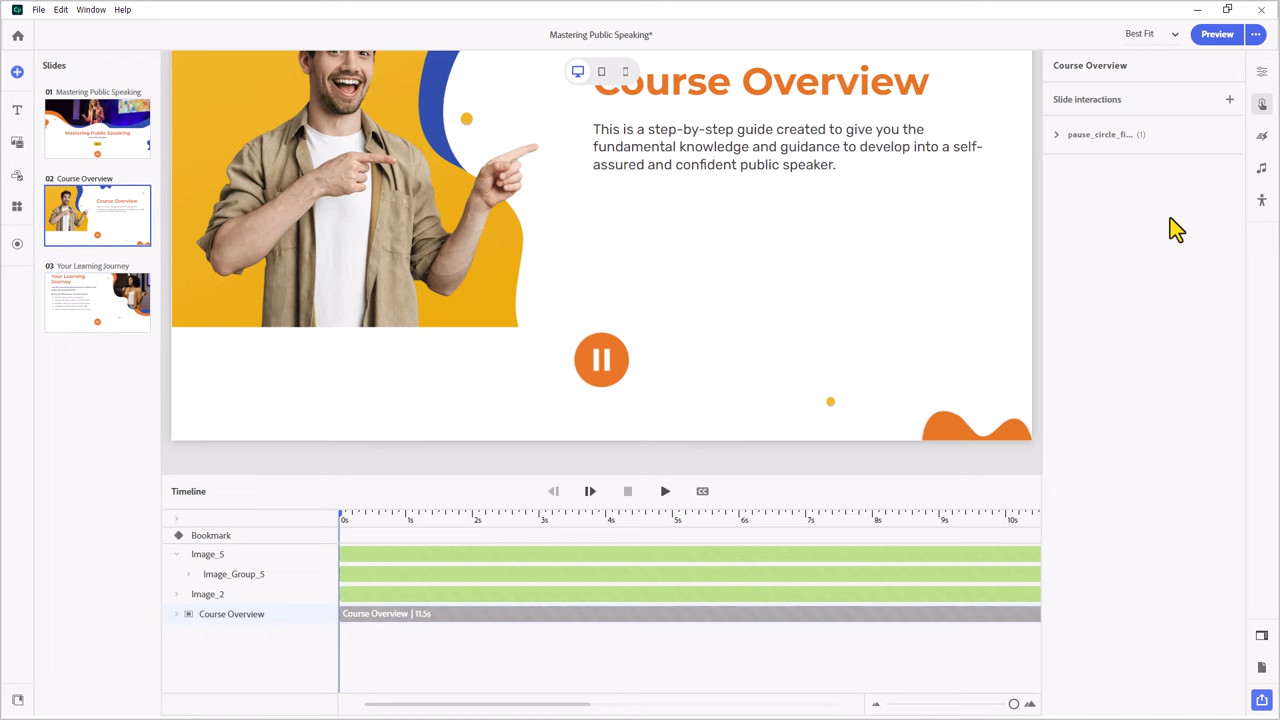 Cp File Edit Window Help
Mastering Public Speaking*
Best Fit
Preview
Slides
01 Mastering Public Speaking
Mastering Public Speaking
02 Course Overview
Course Overview
03 Your Learning Journey
Your Learning
Journey
Course Overview
This is a step-by-step guide created to give you the
fundamental knowledge and guidance to develop into a self-
assured and confident public speaker.
Course Overview
Slide interactions
pause_circle_fi... (1)
Timeline
CC
0s 1s 2s 3s 4s 5s 6s 7s 8s 9s 10s
Bookmark
Image_5
Image_Group_5
Image_2
Course Overview
Course Overview | 11.5s